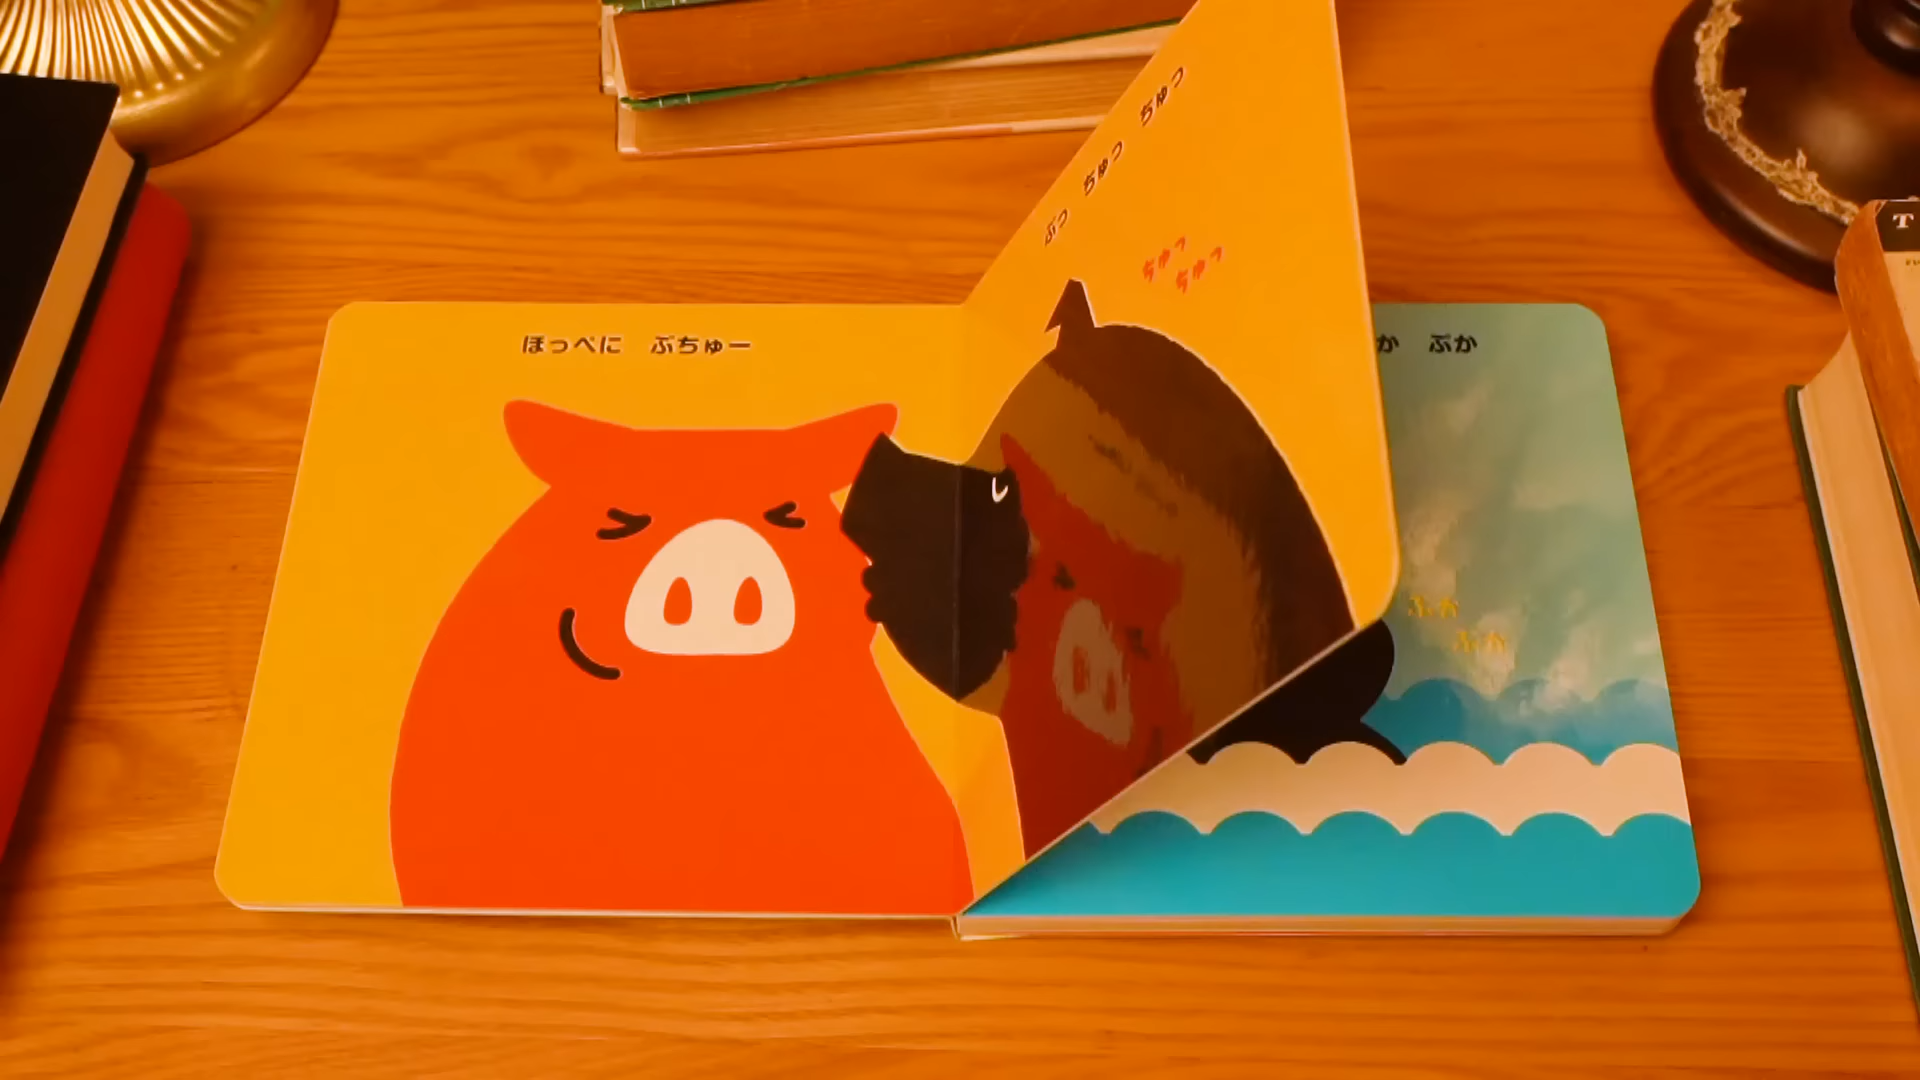 ほっぺに　ぶちゅー
ぶっ　ちゅっ　ちゅっ
ちゅっ
ちゅっ
か　ぷか
ぷか
ぷか
T